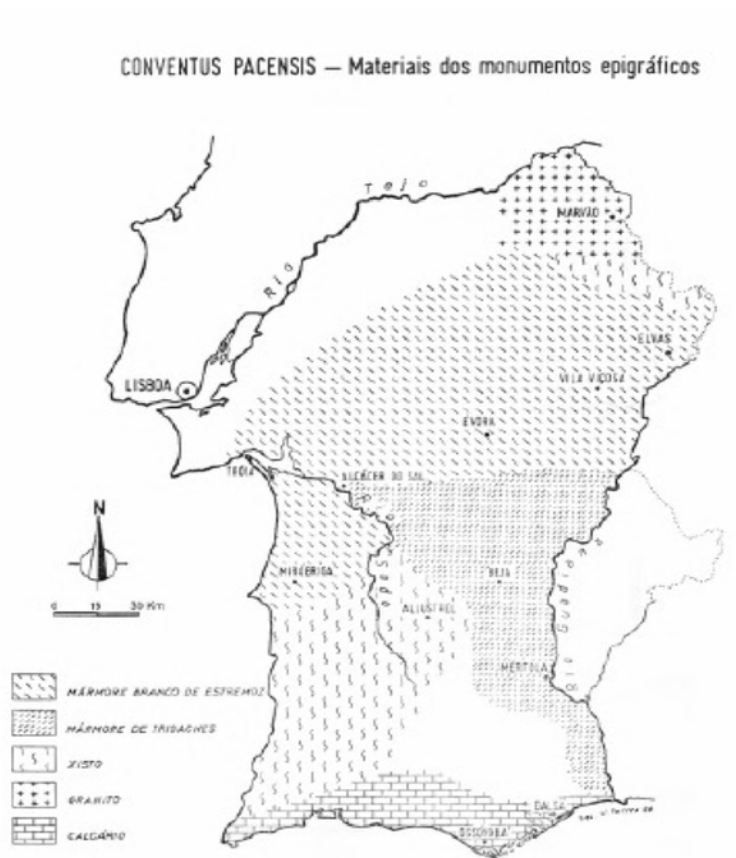 CONVENTUS PACENSIS — Materiais dos monumentos epigráficos
Rio Tejo
MARVÃO
ELVAS
LISBOA
VILA VIÇOSA
ÉVORA
TROIA
ALCÁCER DO SAL
Rio Sado
N
MIROBRIGA
BEJA
Rio Guadiana
ALJUSTREL
0 15 30 Km
MÉRTOLA
MÁRMORE BRANCO DE ESTREMOZ
MÁRMORE DE TRIGACHES
XISTO
GRANITO
CALCÁRIO
BALSA
OSSONOBA